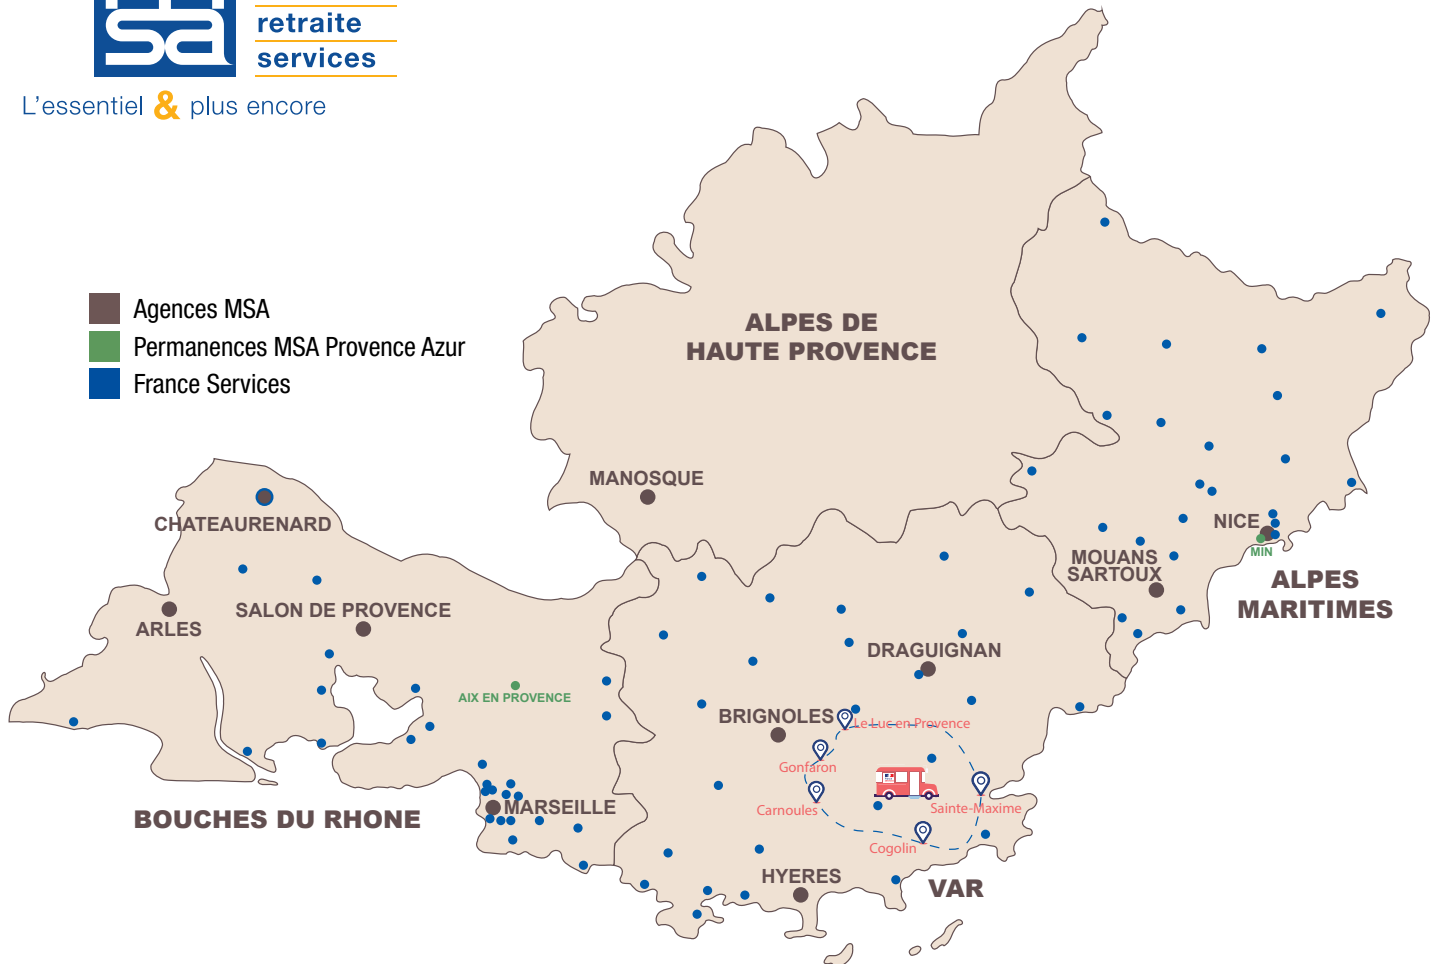 retraite
services
L'essentiel & plus encore
Agences MSA
Permanences MSA Provence Azur
France Services
ALPES DE
HAUTE PROVENCE
MANOSQUE
CHATEAURENARD
ARLES
SALON DE PROVENCE
AIX EN PROVENCE
MARSEILLE
BOUCHES DU RHONE
NICE
MIN
MOUANS
SARTOUX
ALPES
MARITIMES
DRAGUIGNAN
BRIGNOLES
Le Luc en Provence
Gonfaron
Carnoules
Sainte-Maxime
Cogolin
HYERES
VAR